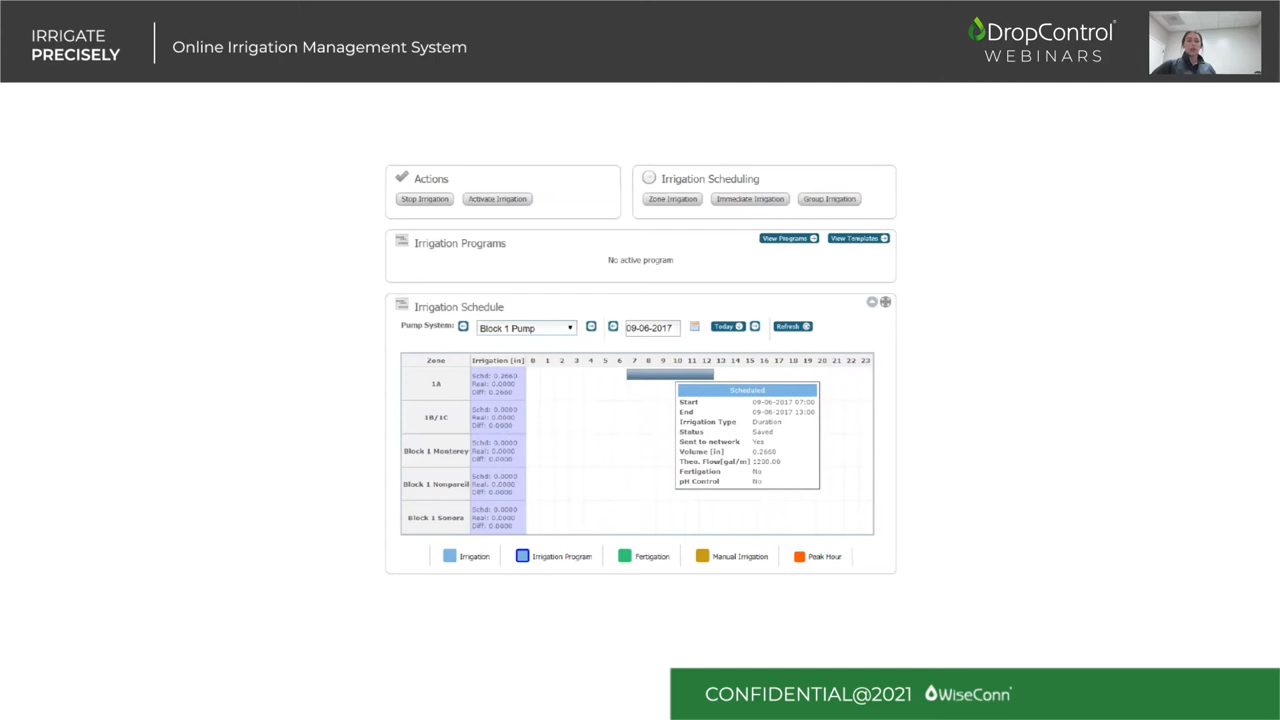 IRRIGATE
PRECISELY
Online Irrigation Management System
DropControl
WEBINARS
Actions
Stop Irrigation Activate Irrigation
Irrigation Scheduling
Zone Irrigation Immediate Irrigation Group Irrigation
Irrigation Programs
View Programs View Templates
No active program
Irrigation Schedule
Pump System: Block 1 Pump 09-06-2017 Today Refresh
Zone Irrigation [in] 0 1 2 3 4 5 6 7 8 9 10 11 12 13 14 15 16 17 18 19 20 21 22 23
1A
Schd: 0.2660
Real: 0.0000
Diff: 0.2660
1B/1C
Schd: 0.0000
Real: 0.0000
Diff: 0.0000
Block 1 Monterey
Schd: 0.0000
Real: 0.0000
Diff: 0.0000
Block 1 Nonpareil
Schd: 0.0000
Real: 0.0000
Diff: 0.0000
Block 1 Sonora
Schd: 0.0000
Real: 0.0000
Diff: 0.0000
Scheduled
Start 09-06-2017 07:00
End 09-06-2017 13:00
Irrigation Type Duration
Status Saved
Sent to network Yes
Volume [in] 0.2660
Theo. Flow[gal/m] 1200.00
Fertigation No
pH Control No
Irrigation Irrigation Program Fertigation Manual Irrigation Peak Hour
CONFIDENTIAL@2021 WiseConn®